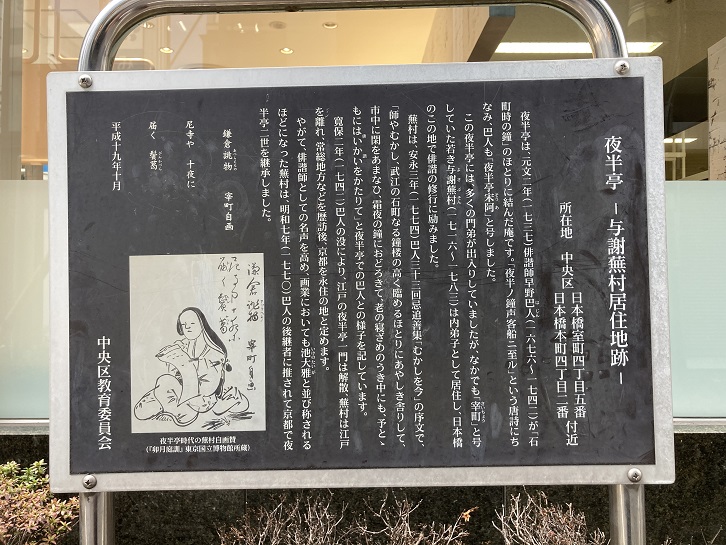 夜半亭 ―与謝蕪村居住地跡―
所在地 中央区 日本橋室町四丁目五番
日本橋本町四丁目二番 付近
夜半亭は、元文二年(一七三七)俳諧師早野巴人(一六七六～一七四二)が「石
町時の鐘」のほとりに結んだ庵です。「夜半ノ鐘声客船ニ至ル」という唐詩にち
なみ、巴人も「夜半亭宋阿」と号しました。
この夜半亭には、多くの門弟が出入りしていましたが、なかでも「宰町」と号
していた若き与謝蕪村(一七一六～一七八三)は内弟子として居住し、日本橋
のこの地で俳諧の修行に励みました。
蕪村は、安永三年(一七七四)巴人三十三回忌追善集『むかしを今』の序文で、
「師やむかし、武江の石町なる鐘楼の高く臨めるほとりにあやしき舎りして、
市中に閑をあまなひ、霜夜の鐘におどろきて、老の寝ざめのうき中にも、予とゝ
もにはいかいをかたりて」と夜半亭での巴人との様子を記しています。
寛保二年(一七四二)巴人の没により、江戸の夜半亭一門は解散、蕪村は江戸
を離れ、常総地方などを歴訪後、京都を永住の地と定めます。
やがて、俳諧師としての名声を高め、画業においても池大雅と並び称される
ほどになった蕪村は、明和七年(一七七〇)巴人の後継者に推されて京都で夜
半亭二世を継承しました。
鎌倉誂物 宰町自画
尼寺や 十夜に
届く 鬢葛
平成十九年十月
鎌倉誂物 宰町自画
尼寺や十夜に
届く鬢葛
夜半亭時代の蕪村自画賛
(『卯月庭訓』東京国立博物館所蔵)
中央区教育委員会